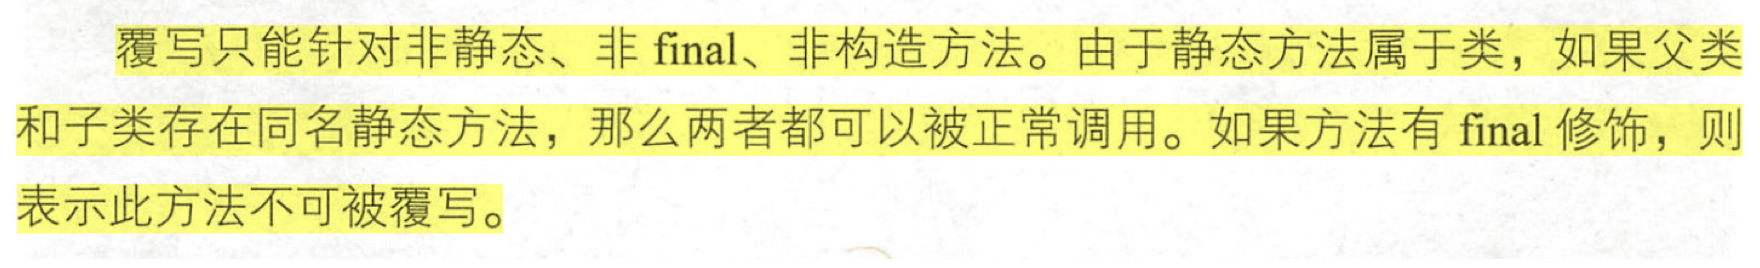 覆写只能针对非静态、非 final、非构造方法。由于静态方法属于类，如果父类
和子类存在同名静态方法，那么两者都可以被正常调用。如果方法有 final 修饰，则
表示此方法不可被覆写。